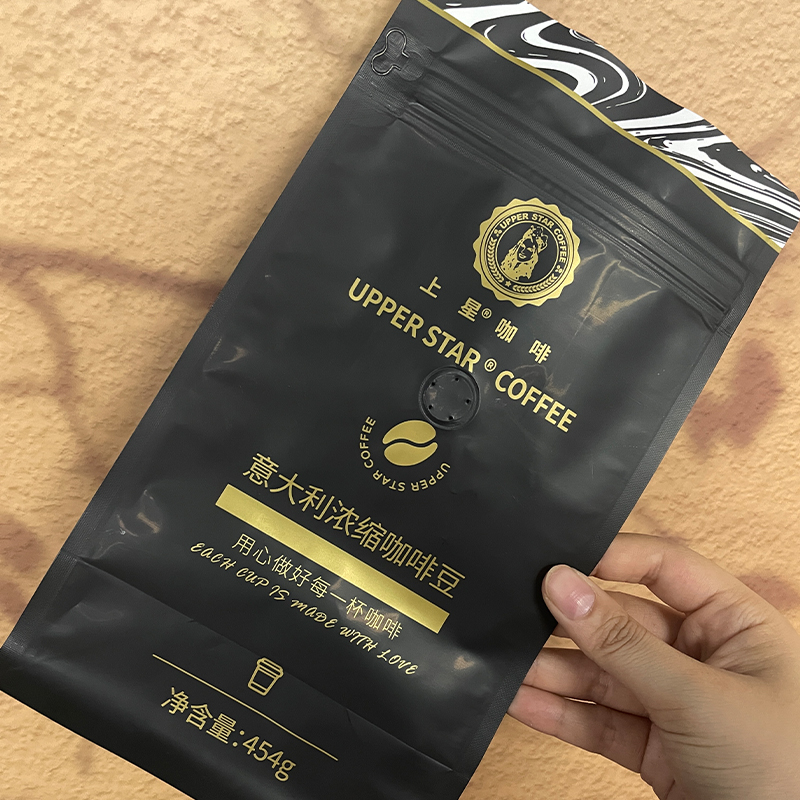 UPPER STAR COFFEE
上星®咖啡
UPPER STAR ® COFFEE
UPPER STAR COFFEE
意大利浓缩咖啡豆
用心做好每一杯咖啡
EACH CUP IS MADE WITH LOVE
净含量:454g